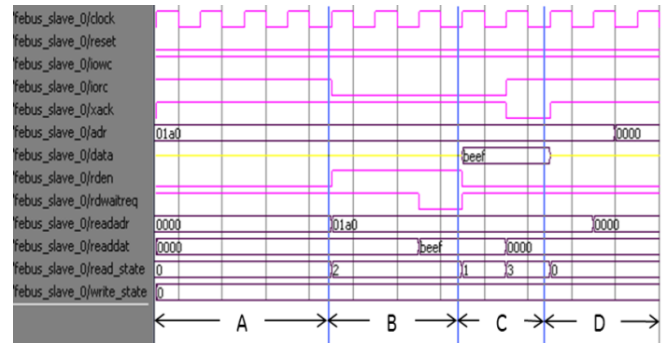 /febus_slave_0/clock
/febus_slave_0/reset
/febus_slave_0/iowc
/febus_slave_0/iorc
/febus_slave_0/xack
/febus_slave_0/adr 01a0 0000
/febus_slave_0/data beef
/febus_slave_0/rden
/febus_slave_0/rdwaitreq
/febus_slave_0/readadr 0000 01a0 0000
/febus_slave_0/readdat 0000 beef 0000
/febus_slave_0/read_state 0 2 1 3 0
/febus_slave_0/write_state 0
A B C D